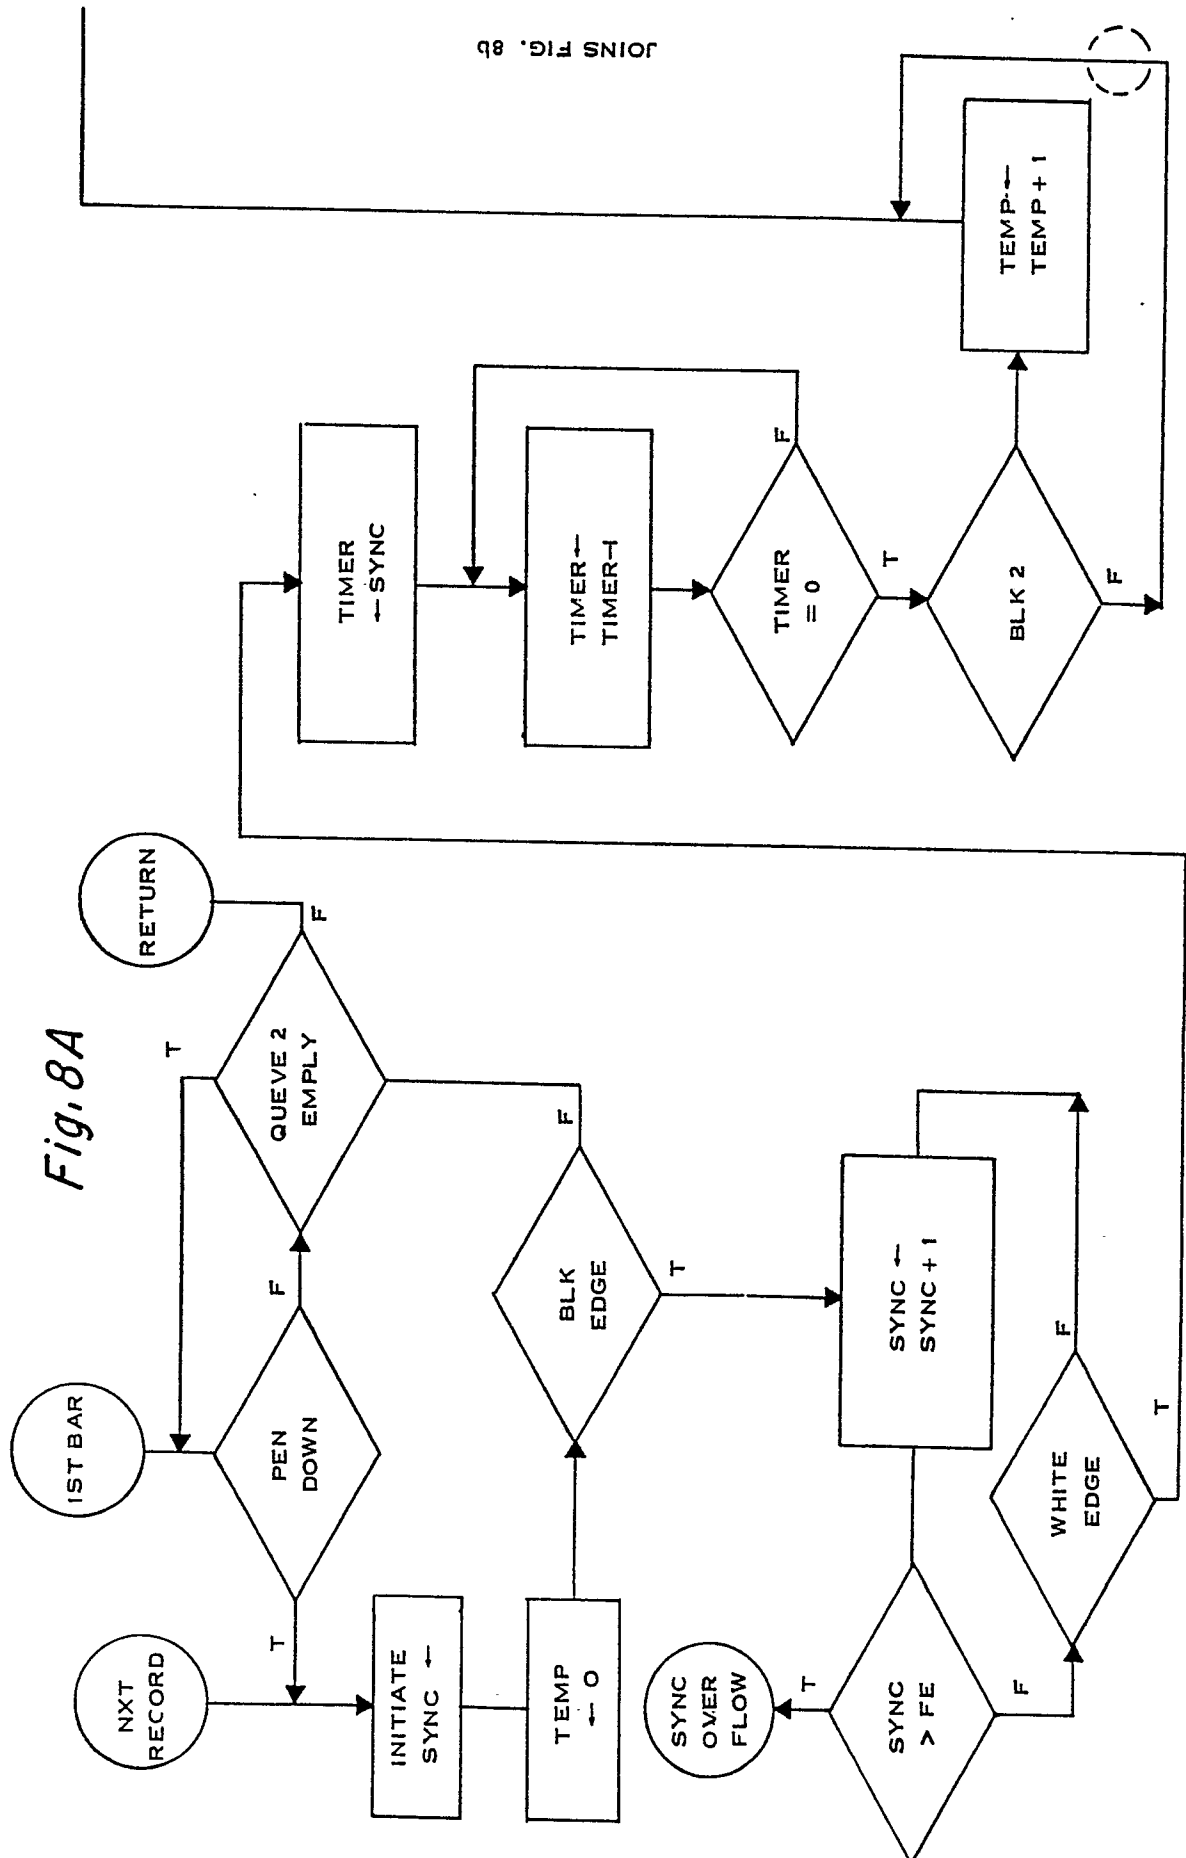 Fig. 8A
NXT
RECORD
1ST BAR
RETURN
T
PEN
DOWN
F
QUEVE 2
EMPLY
T
F
INITIATE
SYNC ←
TEMP
← 0
BLK
EDGE
F
T
SYNC
OVER
FLOW
T
SYNC
> FE
F
SYNC ←
SYNC + 1
WHITE
EDGE
F
T
TIMER
←SYNC
TIMER←
TIMER-1
TIMER
= 0
F
T
BLK 2
F
TEMP←
TEMP + 1
JOINS FIG. 8b